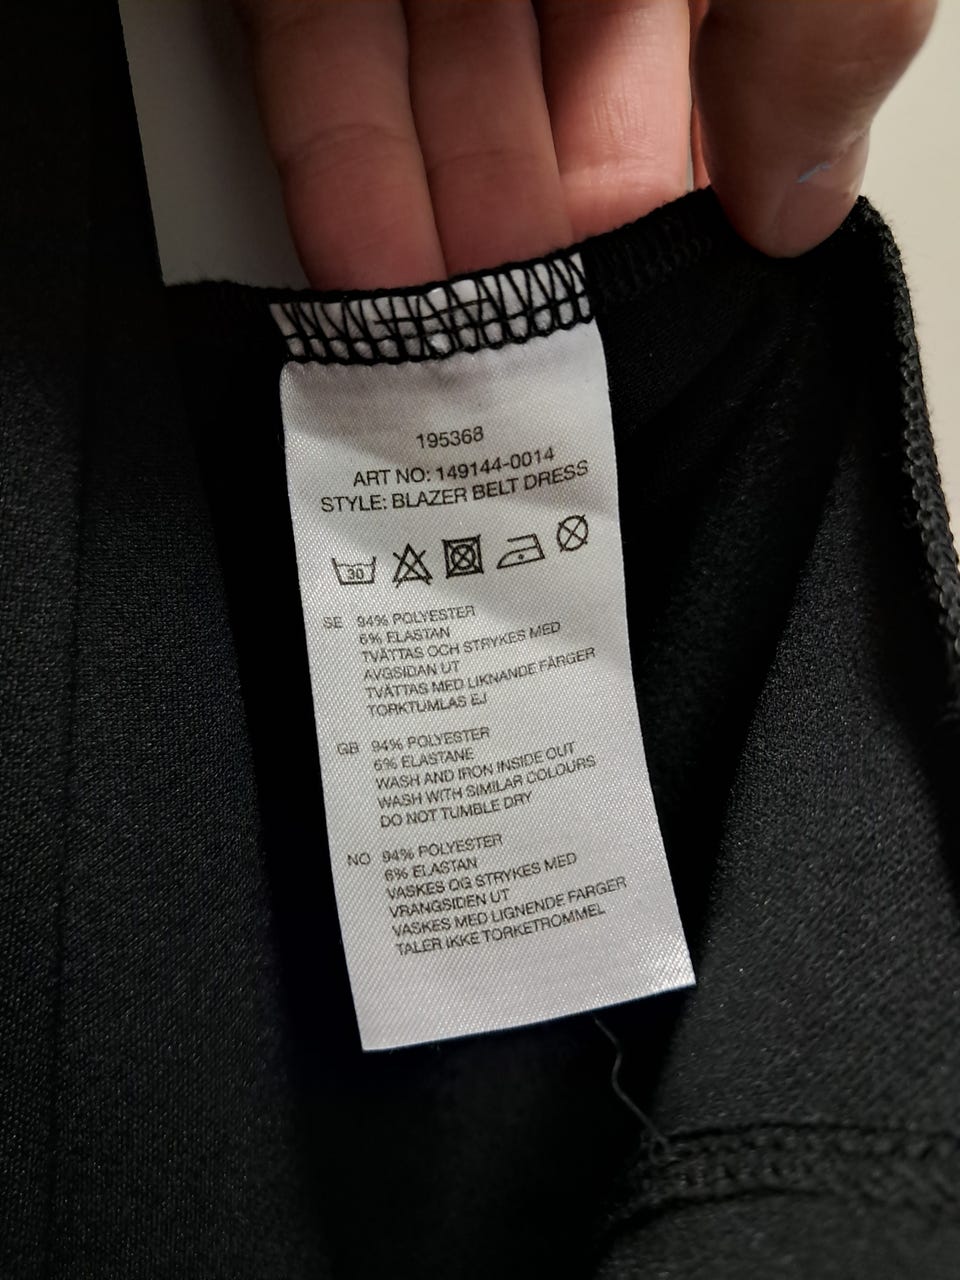 195368
ART NO: 149144-0014
STYLE: BLAZER BELT DRESS
30
SE 94% POLYESTER
6% ELASTAN
TVÄTTAS OCH STRYKES MED
AVGSIDAN UT
TVÄTTAS MED LIKNANDE FÄRGER
TORKTUMLAS EJ
GB 94% POLYESTER
6% ELASTANE
WASH AND IRON INSIDE OUT
WASH WITH SIMILAR COLOURS
DO NOT TUMBLE DRY
NO 94% POLYESTER
6% ELASTAN
VASKES OG STRYKES MED
VRANGSIDEN UT
VASKES MED LIGNENDE FARGER
TALER IKKE TORKETROMMEL